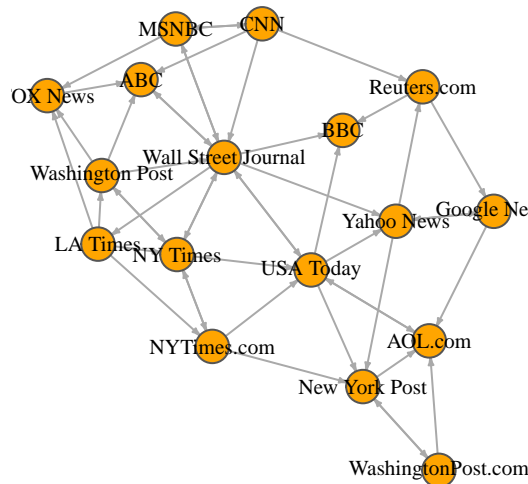 CNN
MSNBC
ABC
Reuters.com
OX News
BBC
Wall Street Journal
Washington Post
Google Ne
Yahoo News
LA Times
NY Times
USA Today
AOL.com
NYTimes.com
New York Post
WashingtonPost.com